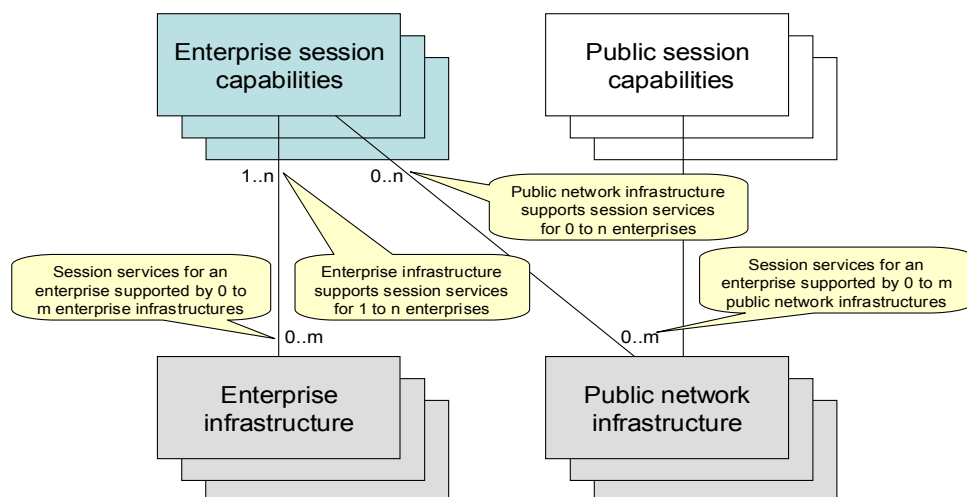 Enterprise session
capabilities
Public session
capabilities
1..n
0..n
Public network infrastructure
supports session services
for 0 to n enterprises
Session services for an
enterprise supported by 0 to
m enterprise infrastructures
Enterprise infrastructure
supports session services
for 1 to n enterprises
Session services for an
enterprise supported by 0 to m
public network infrastructures
0..m
0..m
Enterprise
infrastructure
Public network
infrastructure